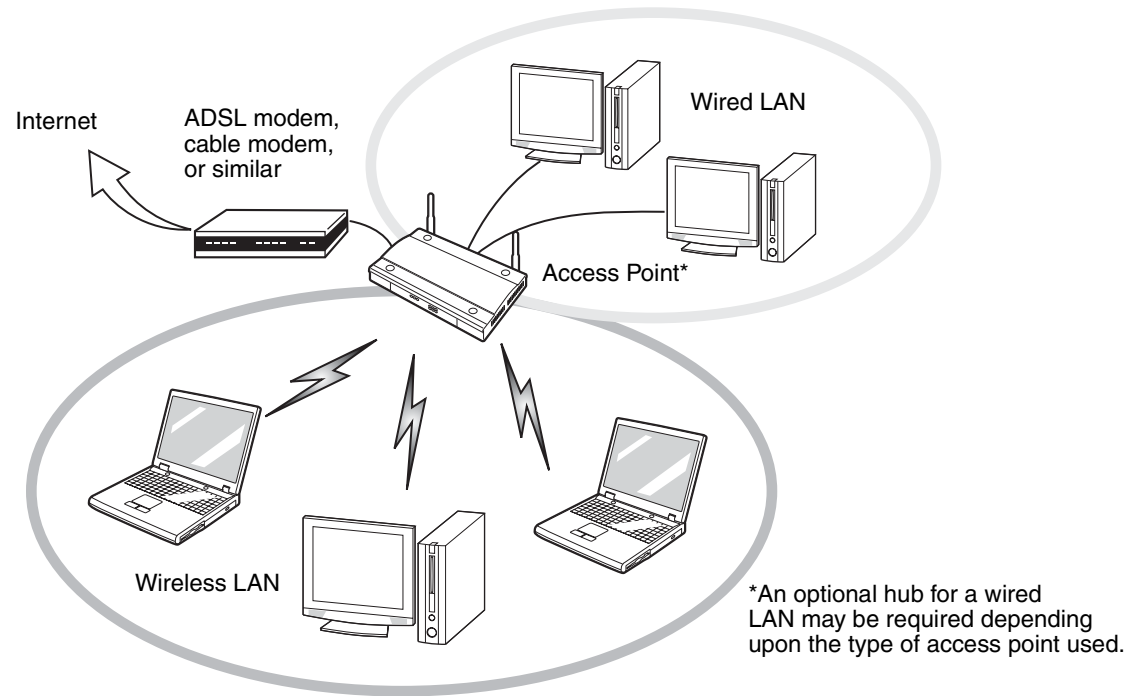 Internet
ADSL modem,
cable modem,
or similar
Wired LAN
Access Point*
Wireless LAN
*An optional hub for a wired
LAN may be required depending
upon the type of access point used.